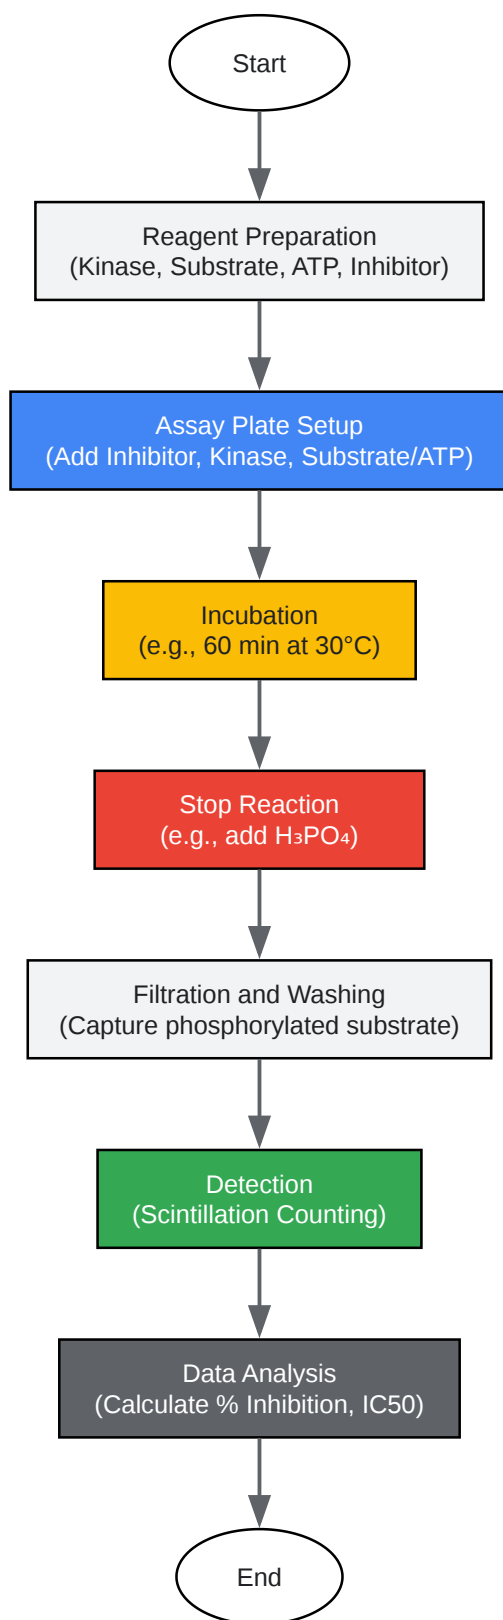 Start
Reagent Preparation
(Kinase, Substrate, ATP, Inhibitor)
Assay Plate Setup
(Add Inhibitor, Kinase, Substrate/ATP)
Incubation
(e.g., 60 min at 30°C)
Stop Reaction
(e.g., add H₃PO₄)
Filtration and Washing
(Capture phosphorylated substrate)
Detection
(Scintillation Counting)
Data Analysis
(Calculate % Inhibition, IC50)
End